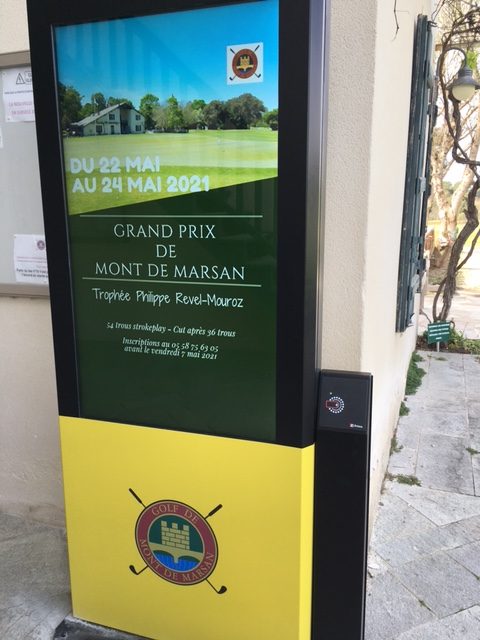 DU 22 MAI
AU 24 MAI 2021
GRAND PRIX
DE
MONT DE MARSAN
Trophée Philippe Revel-Mouroz
54 trous strokeplay - Cut après 36 trous
Inscriptions au 05 58 75 63 05
avant le vendredi 7 mai 2021
GOLF DE
MONT DE MARSAN